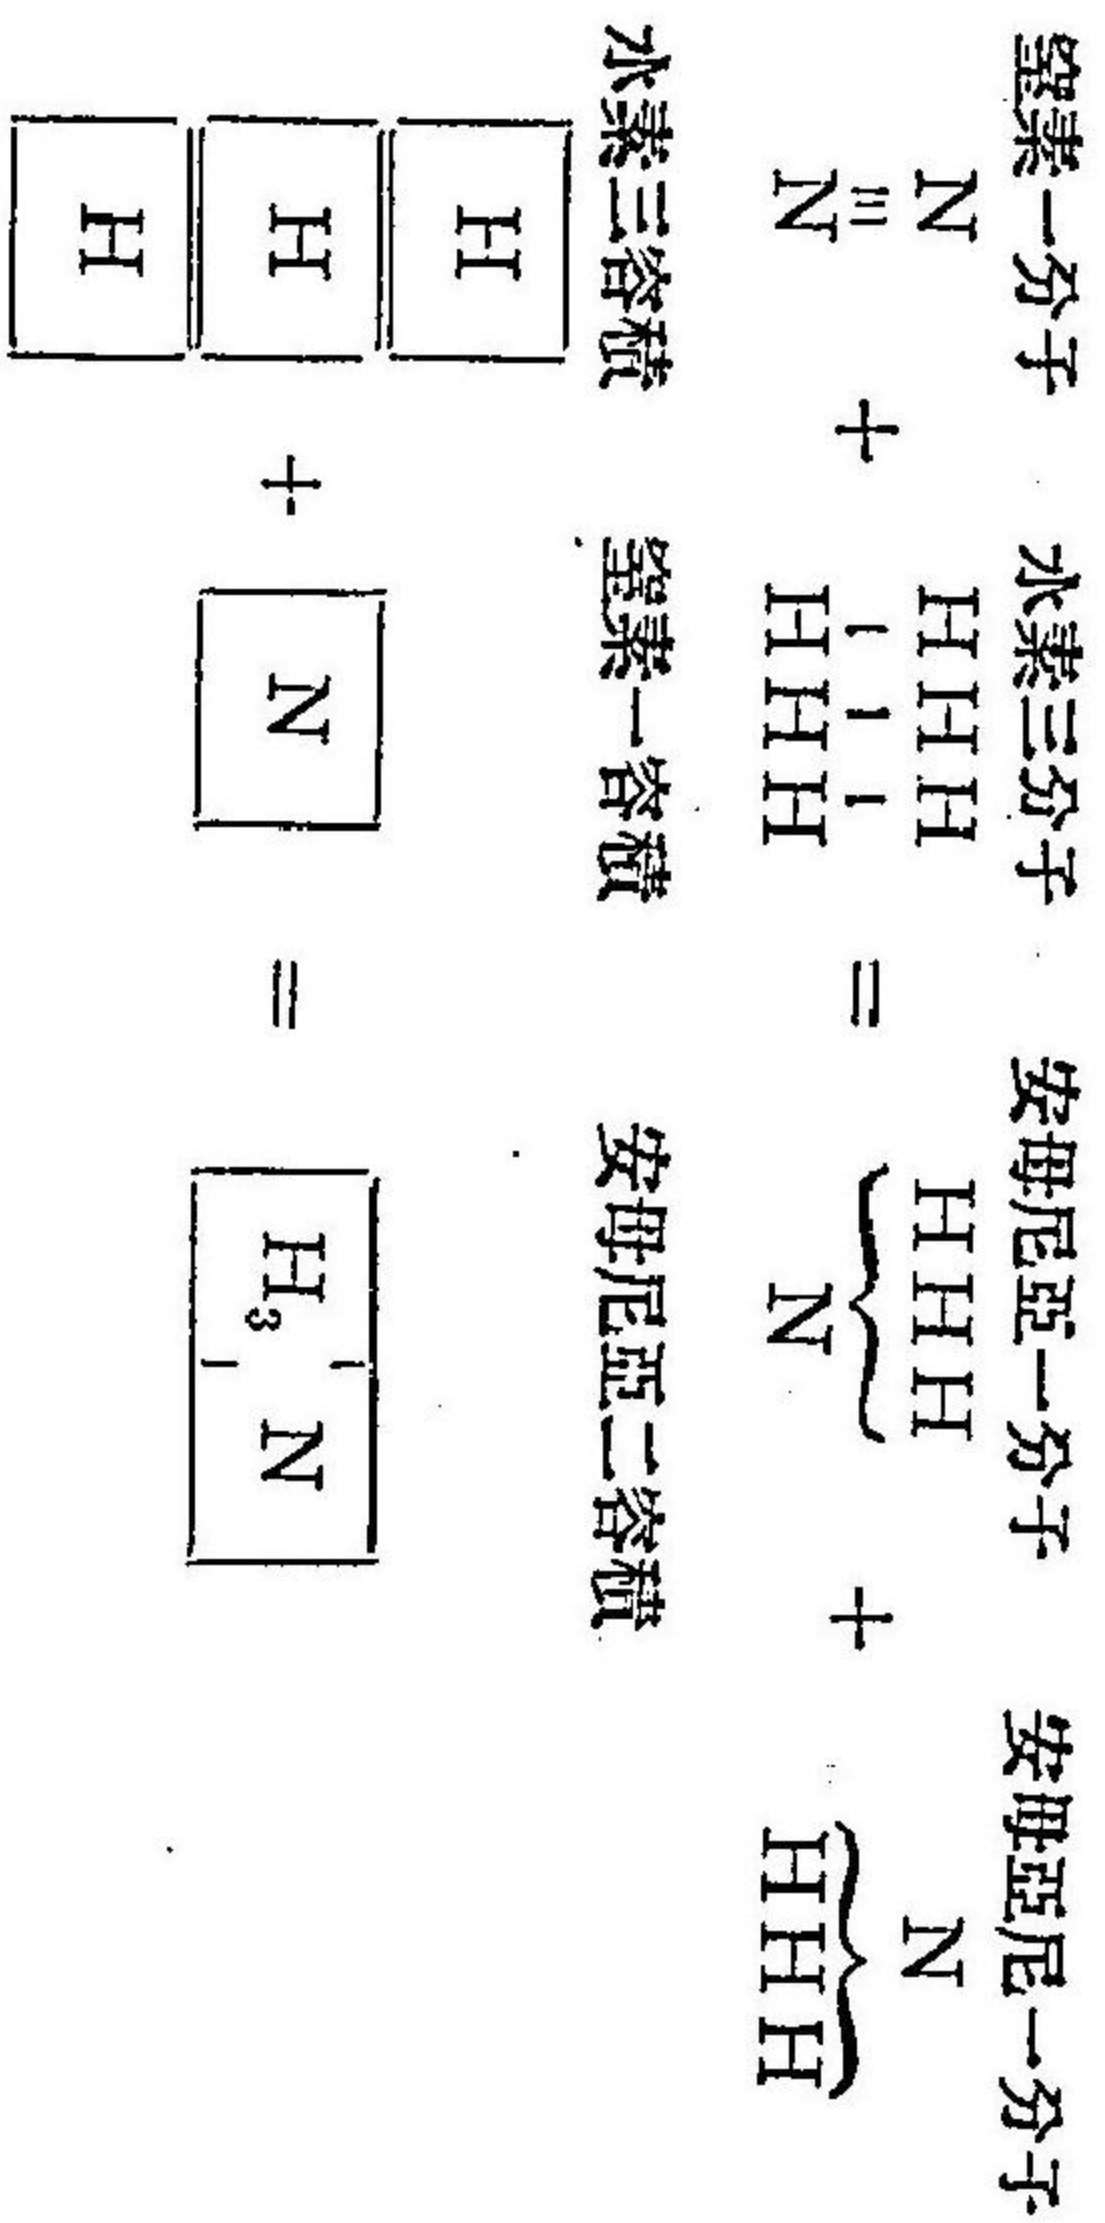 窒素一分子 水素三分子 安母尼亞一分子 安母亞尼一分子
N HHH HHH N
≡ + ııı = +
N HHH N HHH
水素三容積 窒素一容積 安母尼亞二容積
H
H + N = H₃ N
H